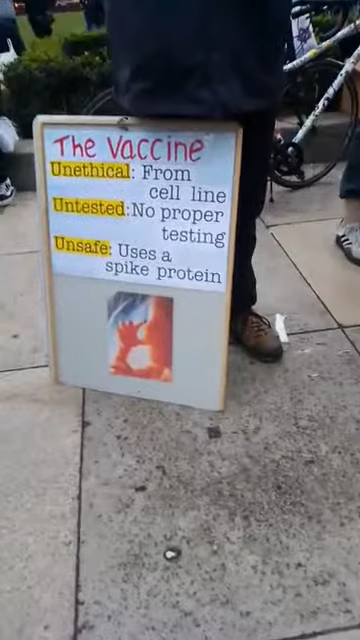 The Vaccine
Unethical: From
cell line
Untested: No proper
testing
Unsafe: Uses a
spike protein